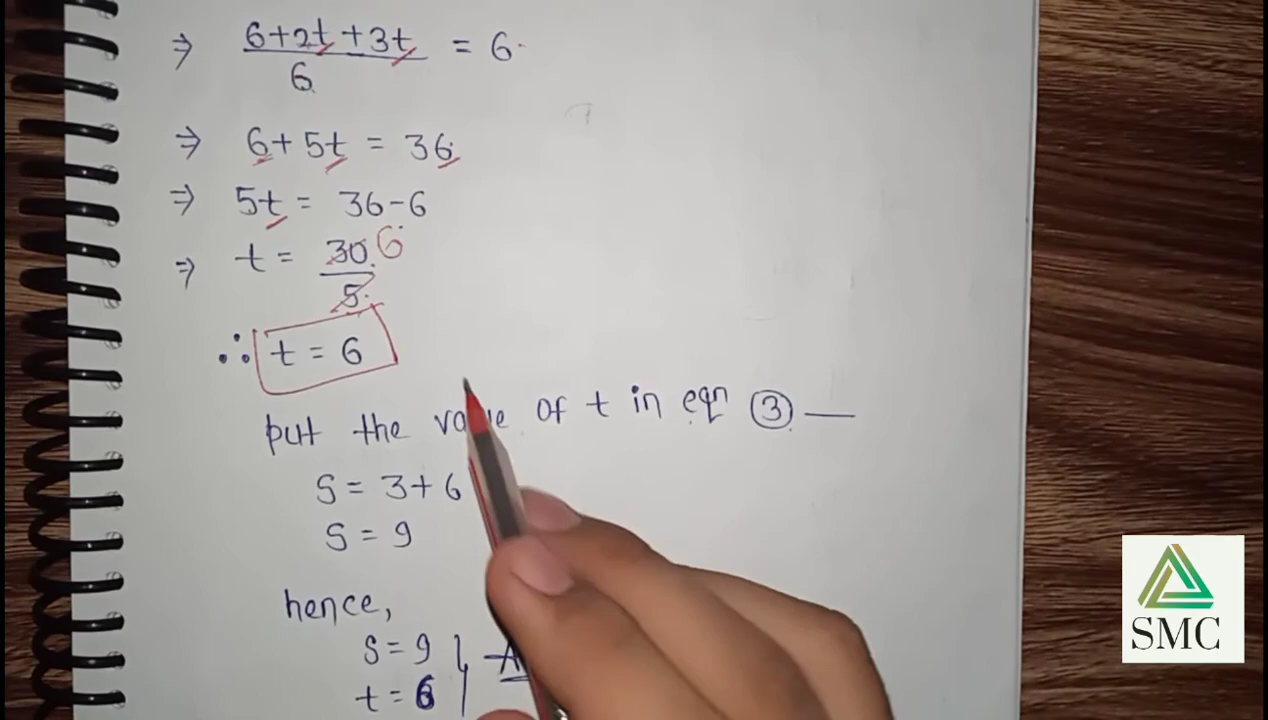 ⇒ 6+2t+3t/6 = 6
⇒ 6+5t = 36
⇒ 5t = 36-6
⇒ t = 30/5 6
∴ t = 6
put the of t in eqn ③ —
S = 3+6
S = 9
hence,
S = 9
t = 6
SMC